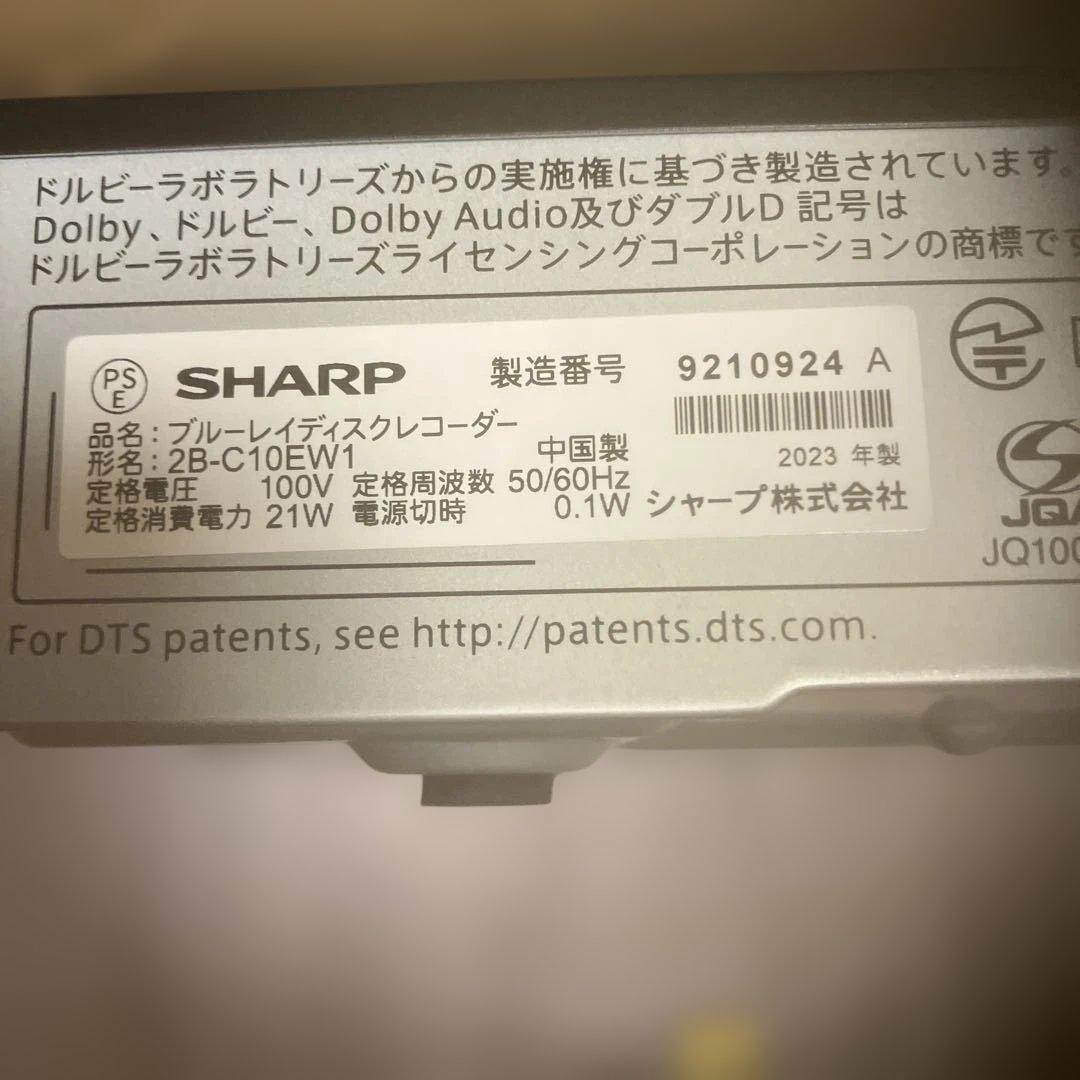 ドルビーラボラトリーズからの実施権に基づき製造されています。
Dolby、ドルビー、Dolby Audio及びダブルD 記号は
ドルビーラボラトリーズライセンシングコーポレーションの商標です
PS
E
SHARP
製造番号 9210924 A
品名:ブルーレイディスクレコーダー
形名:2B-C10EW1 中国製
2023 年製
定格電圧 100V 定格周波数 50/60Hz
定格消費電力 21W 電源切時 0.1W シャープ株式会社
JQA
JQ100
For DTS patents, see http://patents.dts.com.